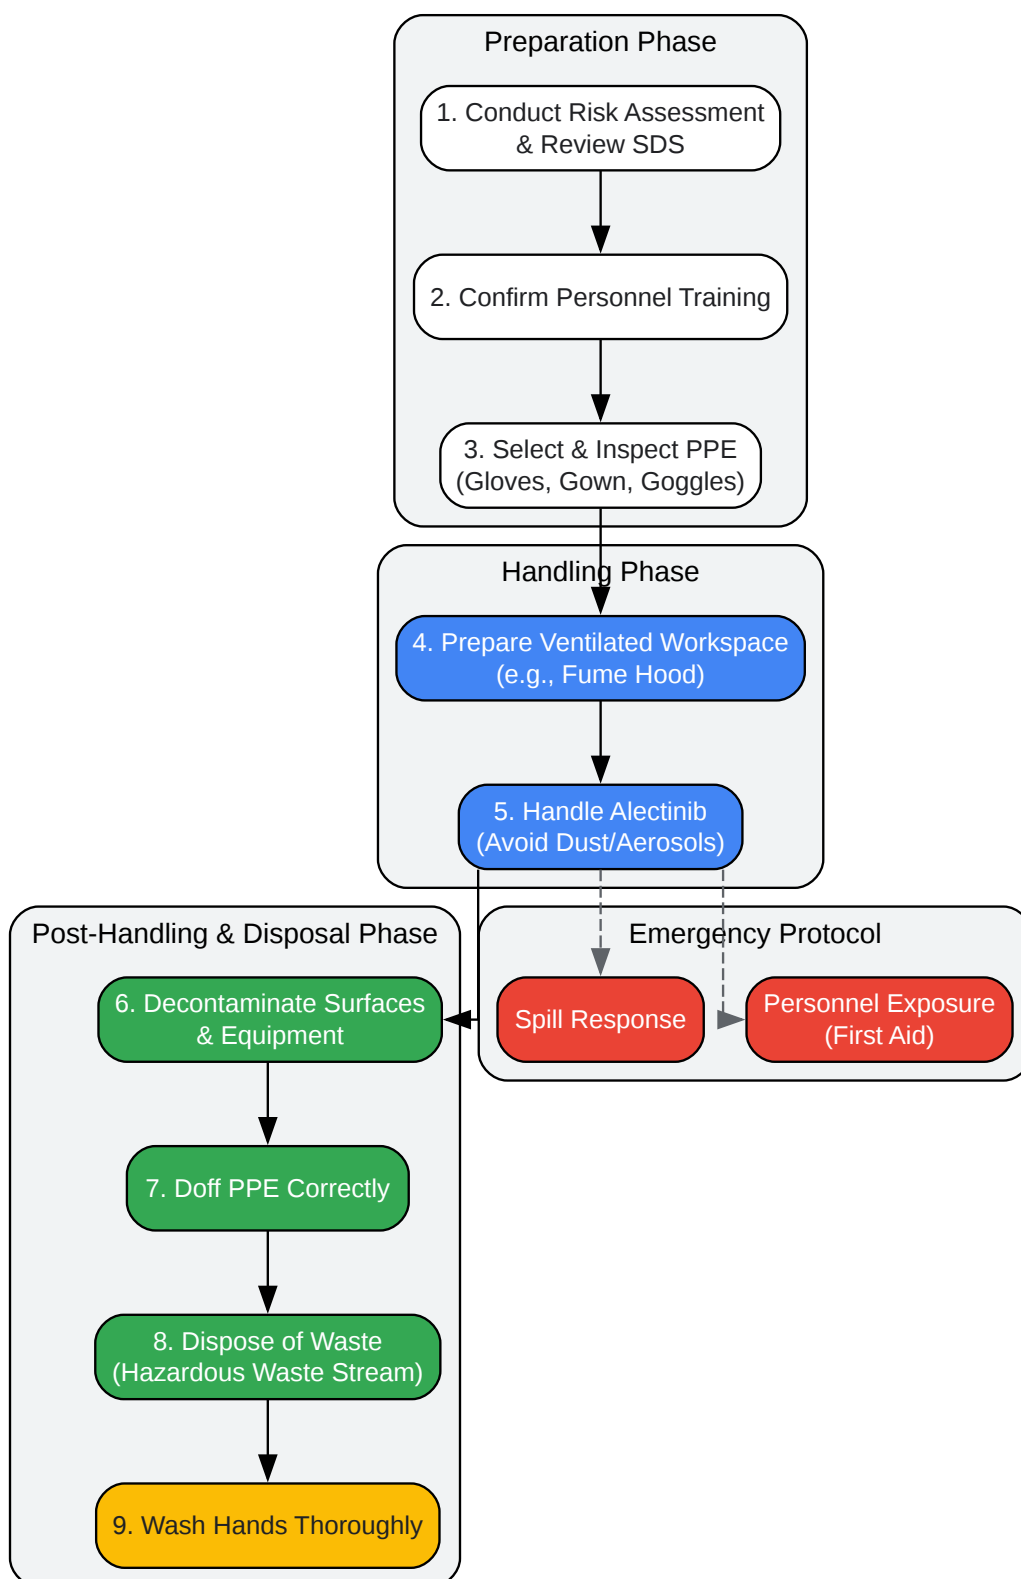 Preparation Phase
1. Conduct Risk Assessment
& Review SDS
2. Confirm Personnel Training
3. Select & Inspect PPE
(Gloves, Gown, Goggles)
Handling Phase
4. Prepare Ventilated Workspace
(e.g., Fume Hood)
5. Handle Alectinib
(Avoid Dust/Aerosols)
Post-Handling & Disposal Phase
6. Decontaminate Surfaces
& Equipment
7. Doff PPE Correctly
8. Dispose of Waste
(Hazardous Waste Stream)
9. Wash Hands Thoroughly
Emergency Protocol
Spill Response
Personnel Exposure
(First Aid)